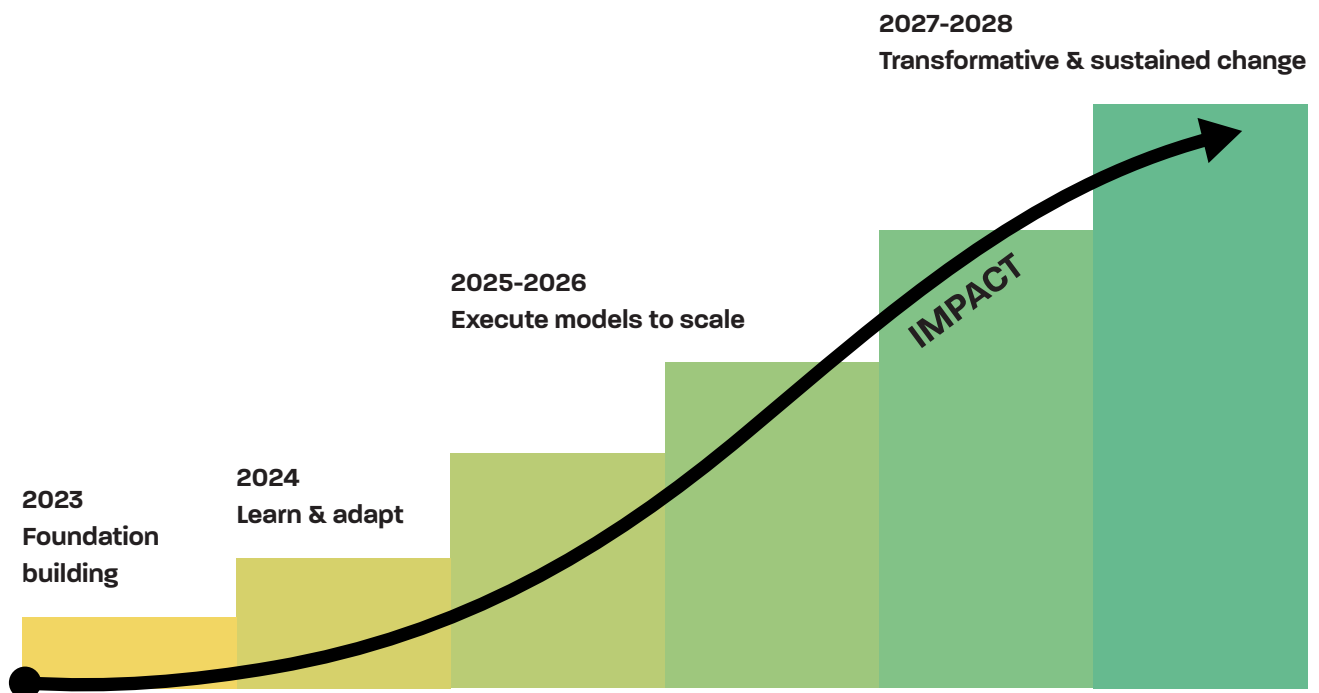 2027-2028
Transformative & sustained change
IMPACT
2025-2026
Execute models to scale
2024
Learn & adapt
2023
Foundation
building